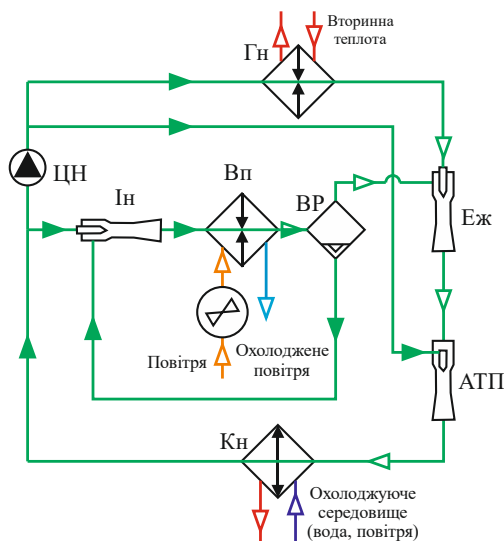 Вторинна
теплота
Гн
ЦН
Ін
Вп
ВР
Еж
Повітря
Охолоджене
повітря
АТП
Кн
Охолоджуюче
середовище
(вода, повітря)